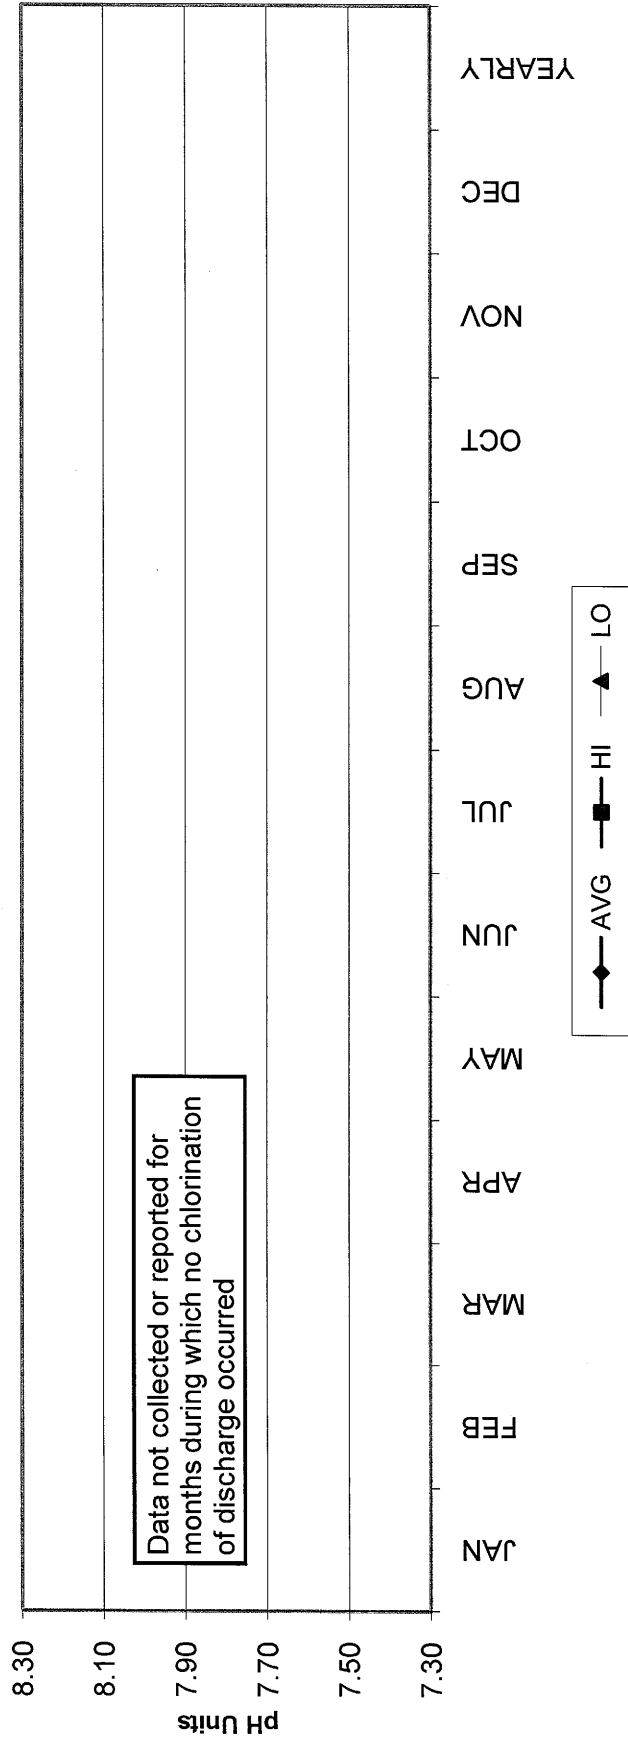 8.30
8.10
7.90
7.70
7.50
7.30
pH Units
Data not collected or reported for
months during which no chlorination
of discharge occurred
JAN
FEB
MAR
APR
MAY
JUN
JUL
AUG
SEP
OCT
NOV
DEC
YEARLY
AVG HI LO